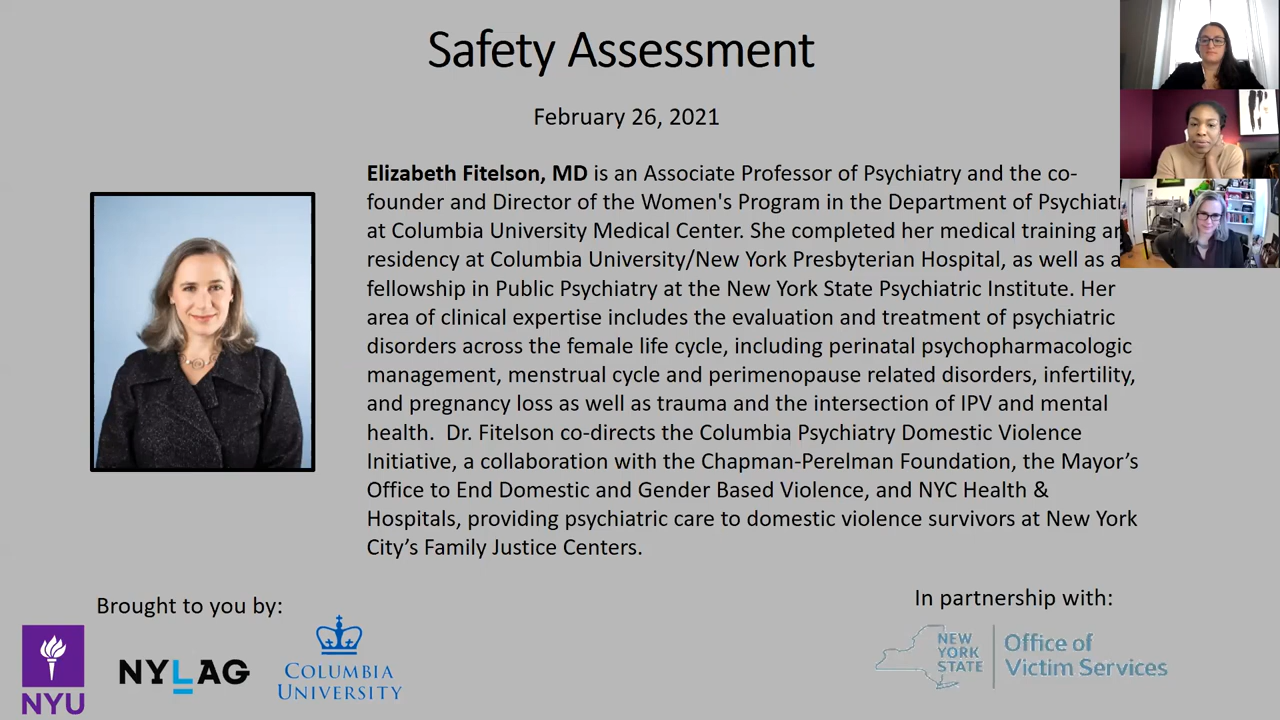 Safety Assessment
February 26, 2021
Elizabeth Fitelson, MD is an Associate Professor of Psychiatry and the co-
founder and Director of the Women's Program in the Department of Psychiatr
at Columbia University Medical Center. She completed her medical training an
residency at Columbia University/New York Presbyterian Hospital, as well as a
fellowship in Public Psychiatry at the New York State Psychiatric Institute. Her
area of clinical expertise includes the evaluation and treatment of psychiatric
disorders across the female life cycle, including perinatal psychopharmacologic
management, menstrual cycle and perimenopause related disorders, infertility,
and pregnancy loss as well as trauma and the intersection of IPV and mental
health. Dr. Fitelson co-directs the Columbia Psychiatry Domestic Violence
Initiative, a collaboration with the Chapman-Perelman Foundation, the Mayor’s
Office to End Domestic and Gender Based Violence, and NYC Health &
Hospitals, providing psychiatric care to domestic violence survivors at New York
City’s Family Justice Centers.
Brought to you by:
NYU
NYLAG
COLUMBIA
UNIVERSITY
In partnership with:
NEW
YORK
STATE
Office of
Victim Services